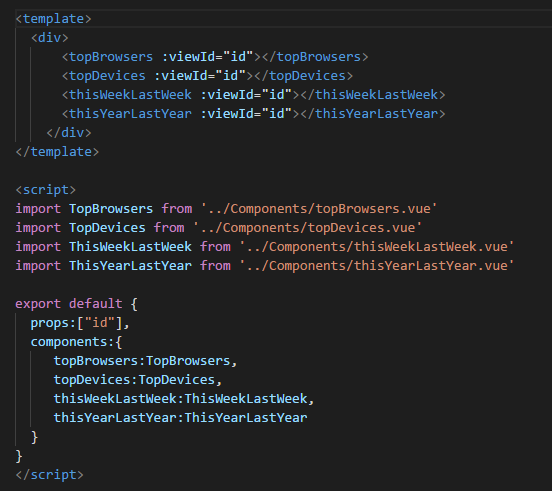 <template>
<div>
<topBrowsers :viewId="id"></topBrowsers>
<topDevices :viewId="id"></topDevices>
<thisWeekLastWeek :viewId="id"></thisWeekLastWeek>
<thisYearLastYear :viewId="id"></thisYearLastYear>
</div>
</template>
<script>
import TopBrowsers from '../Components/topBrowsers.vue'
import TopDevices from '../Components/topDevices.vue'
import ThisWeekLastWeek from '../Components/thisWeekLastWeek.vue'
import ThisYearLastYear from '../Components/thisYearLastYear.vue'
export default {
props:["id"],
components:{
topBrowsers:TopBrowsers,
topDevices:TopDevices,
thisWeekLastWeek:ThisWeekLastWeek,
thisYearLastYear:ThisYearLastYear
}
}
</script>